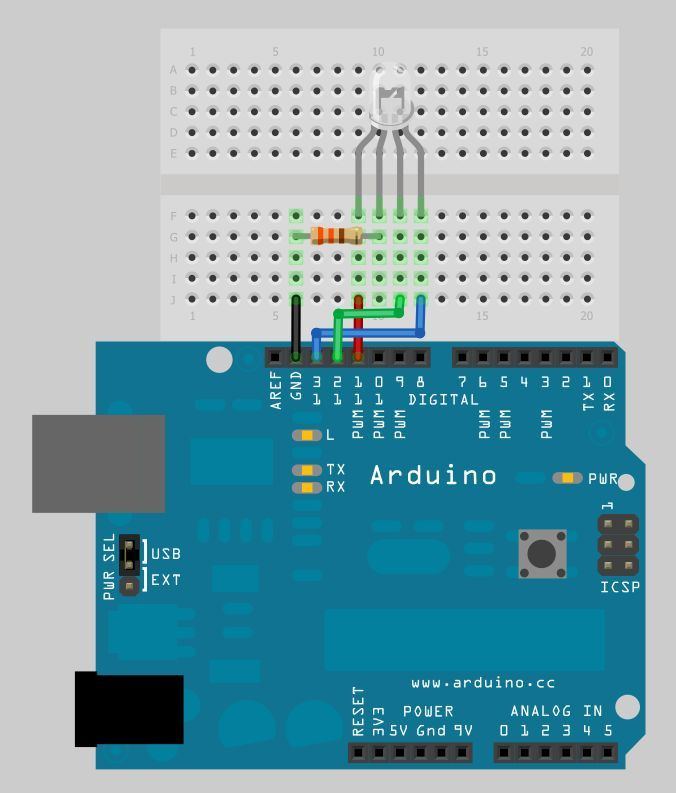 1 5 10 15 20
A
B
C
D
E
F
G
H
I
J
1 5 15 20
AREF GND 13 12 11 10 9 8 7 6 5 4 3 2 1 0
DIGITAL
PWM PWM PWM PWM PWM PWM TX RX
L
TX
RX
Arduino
PWR
1
PWR SEL
USB
EXT
ICSP
www.arduino.cc
RESET 3V3
POWER
5V Gnd 9V
ANALOG IN
0 1 2 3 4 5